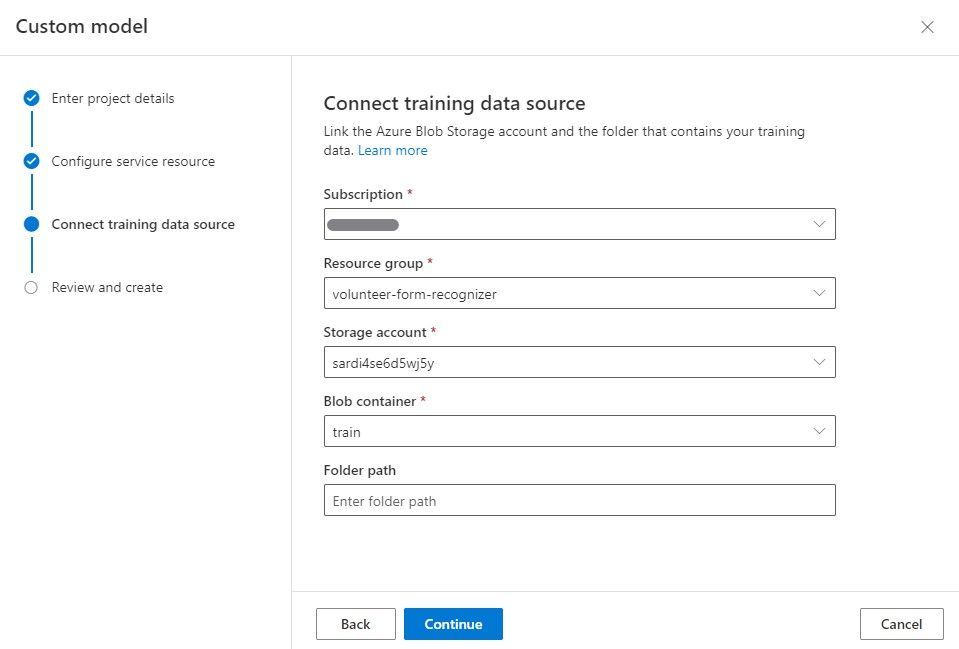 Custom model
Enter project details
Configure service resource
Connect training data source
Review and create
Connect training data source
Link the Azure Blob Storage account and the folder that contains your training
data. Learn more
Subscription *
Resource group *
volunteer-form-recognizer
Storage account *
sardi4se6d5wj5y
Blob container *
train
Folder path
Enter folder path
Back
Continue
Cancel